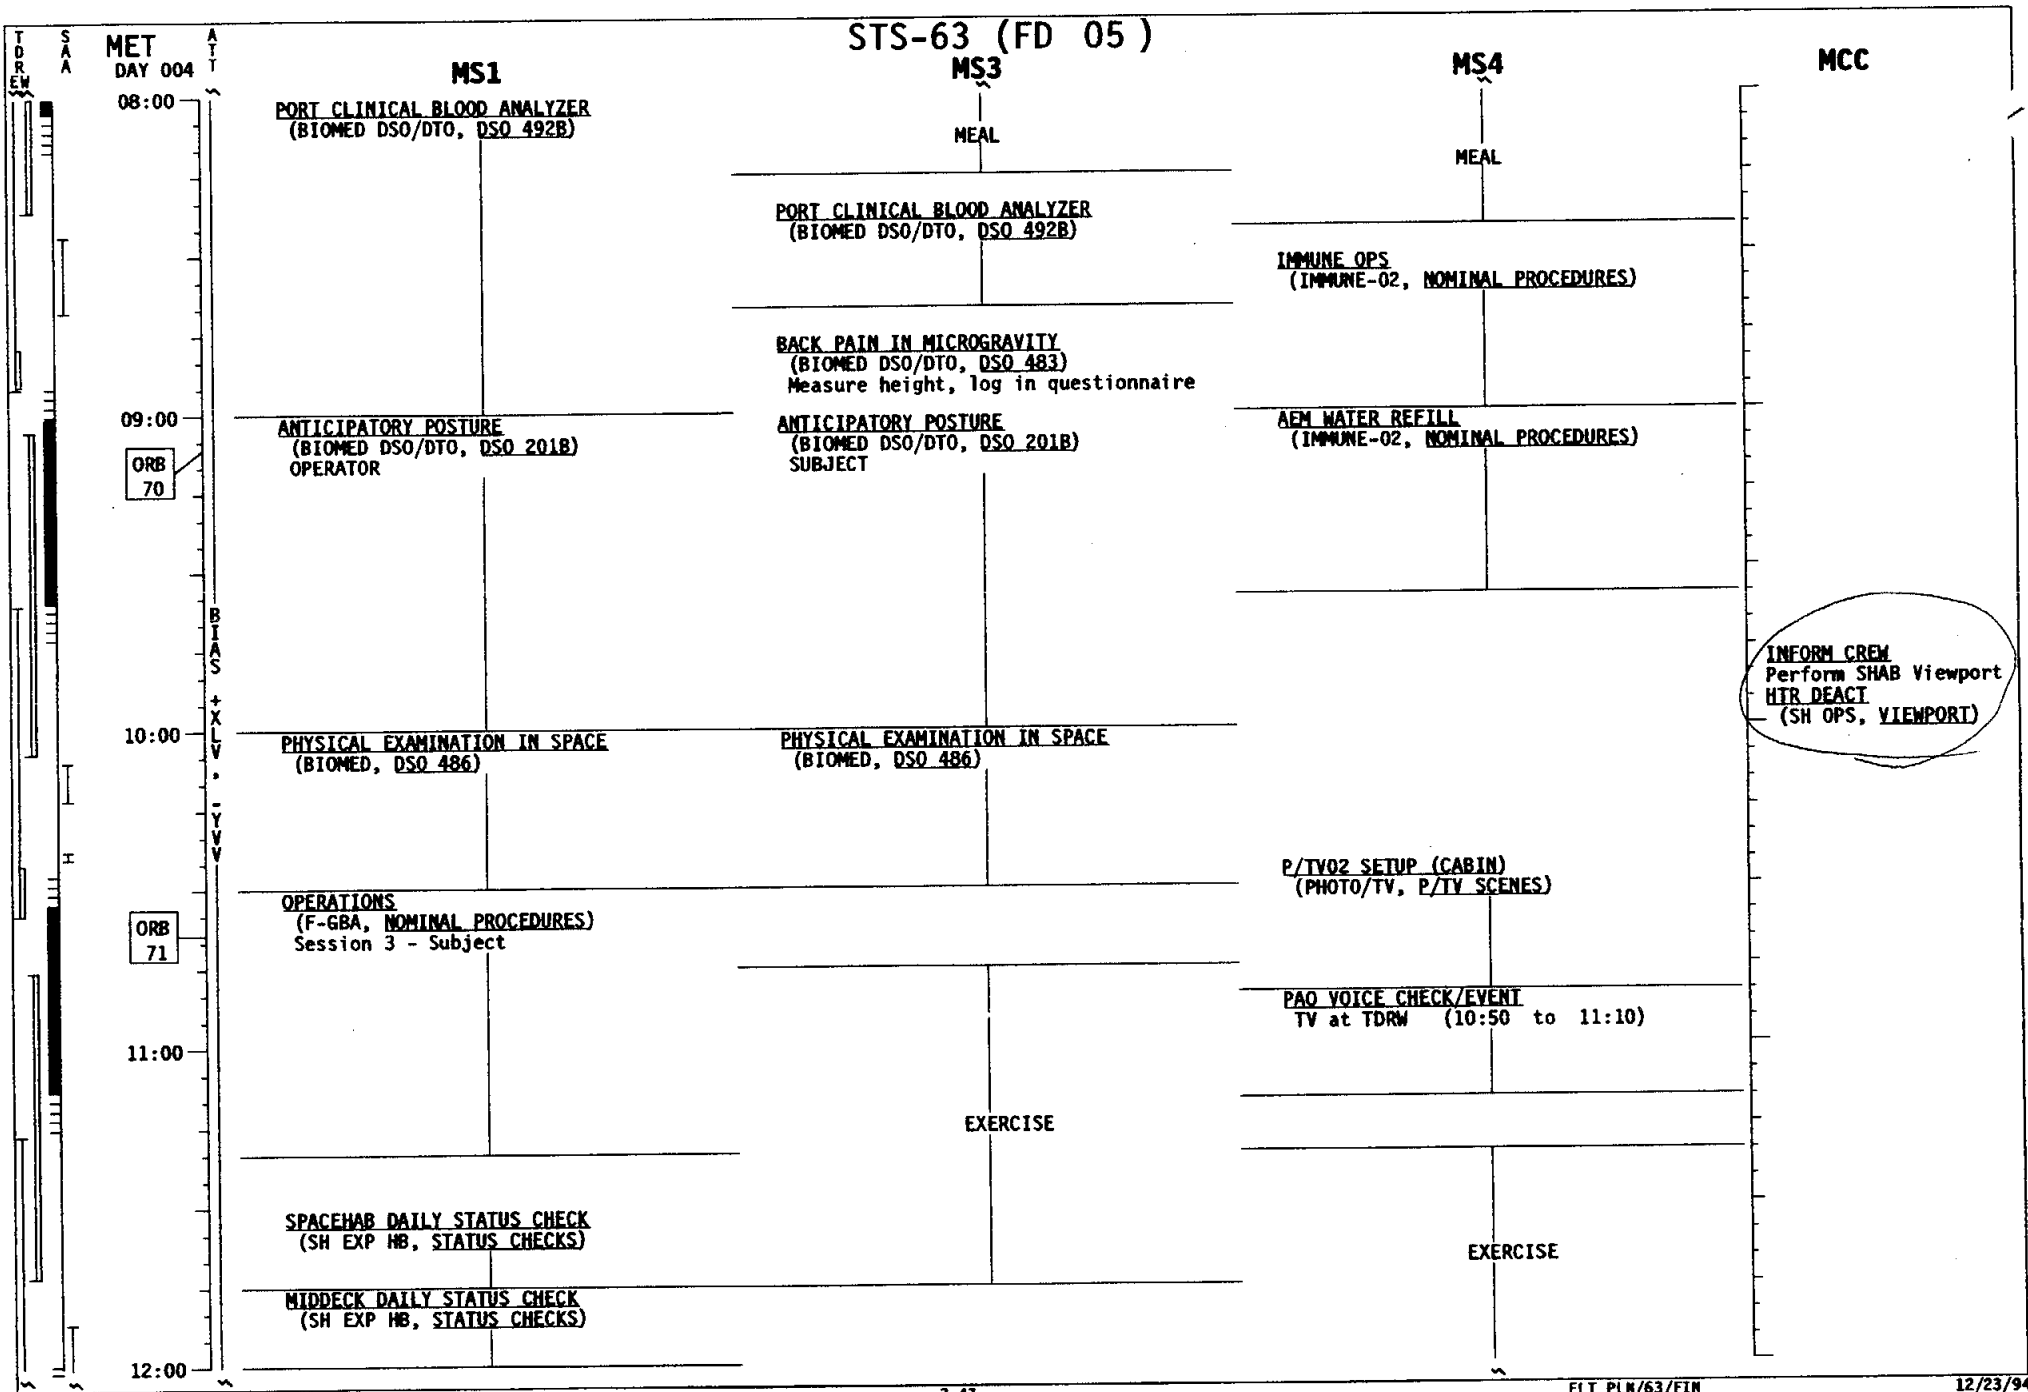 STS-63 (FD 05 )
TDRE W
SAA
MET
DAY 004
ATT
MS1
MS3
MS4
MCC
08:00
09:00
10:00
11:00
12:00
ORB
70
ORB
71
BIAS +XLV, -YVV
PORT CLINICAL BLOOD ANALYZER
(BIOMED DSO/DTO, DSO 492B)
ANTICIPATORY POSTURE
(BIOMED DSO/DTO, DSO 201B)
OPERATOR
PHYSICAL EXAMINATION IN SPACE
(BIOMED, DSO 486)
OPERATIONS
(F-GBA, NOMINAL PROCEDURES)
Session 3 - Subject
SPACEHAB DAILY STATUS CHECK
(SH EXP HB, STATUS CHECKS)
MIDDECK DAILY STATUS CHECK
(SH EXP HB, STATUS CHECKS)
MEAL
PORT CLINICAL BLOOD ANALYZER
(BIOMED DSO/DTO, DSO 492B)
BACK PAIN IN MICROGRAVITY
(BIOMED DSO/DTO, DSO 483)
Measure height, log in questionnaire
ANTICIPATORY POSTURE
(BIOMED DSO/DTO, DSO 201B)
SUBJECT
PHYSICAL EXAMINATION IN SPACE
(BIOMED, DSO 486)
EXERCISE
MEAL
IMMUNE OPS
(IMMUNE-02, NOMINAL PROCEDURES)
AEM WATER REFILL
(IMMUNE-02, NOMINAL PROCEDURES)
P/TV02 SETUP (CABIN)
(PHOTO/TV, P/TV SCENES)
PAO VOICE CHECK/EVENT
TV at TDRW (10:50 to 11:10)
EXERCISE
INFORM CREW
Perform SHAB Viewport
HTR DEACT
(SH OPS, VIEWPORT)
FLT PLN/63/FIN
12/23/94